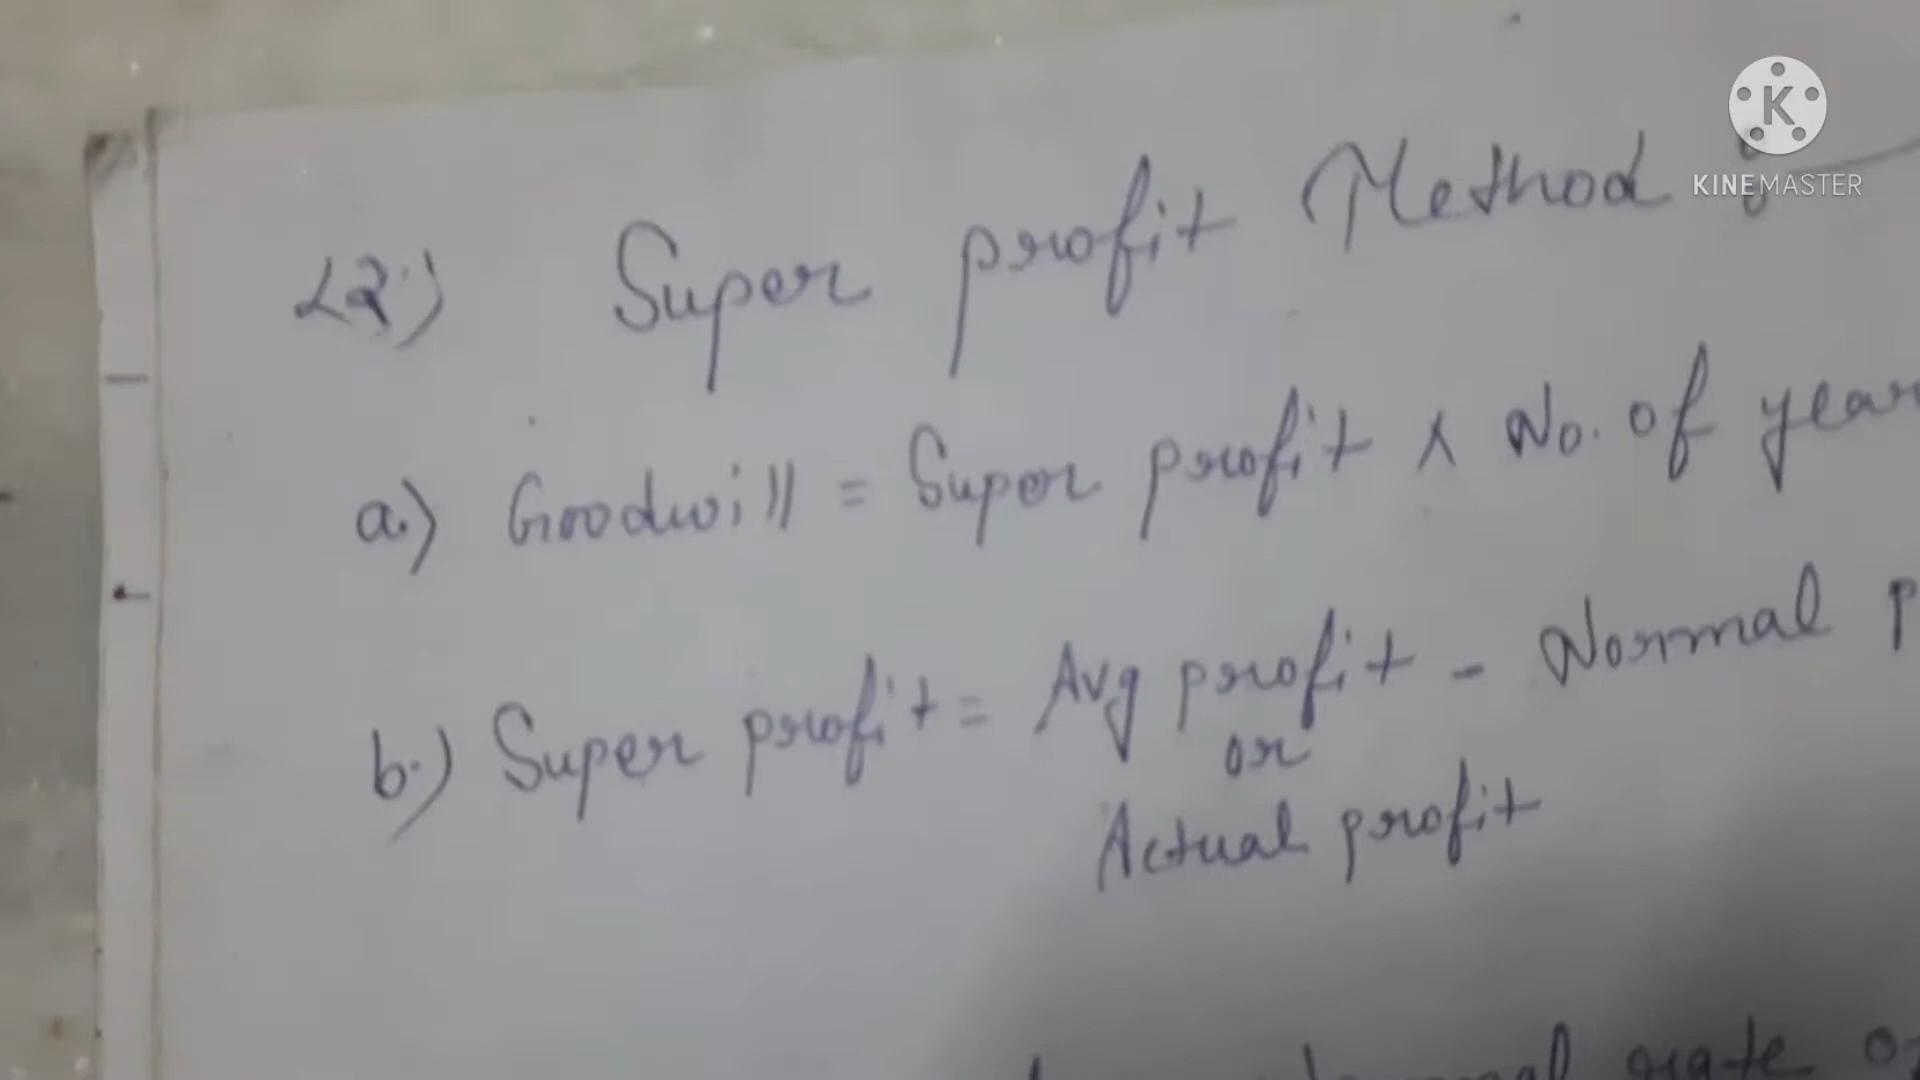 K
KINEMASTER
<2.) Super profit Method
a.) Goodwill = Super profit × No. of year
b.) Super profit = Avg profit - Normal P
or
Actual profit
rate